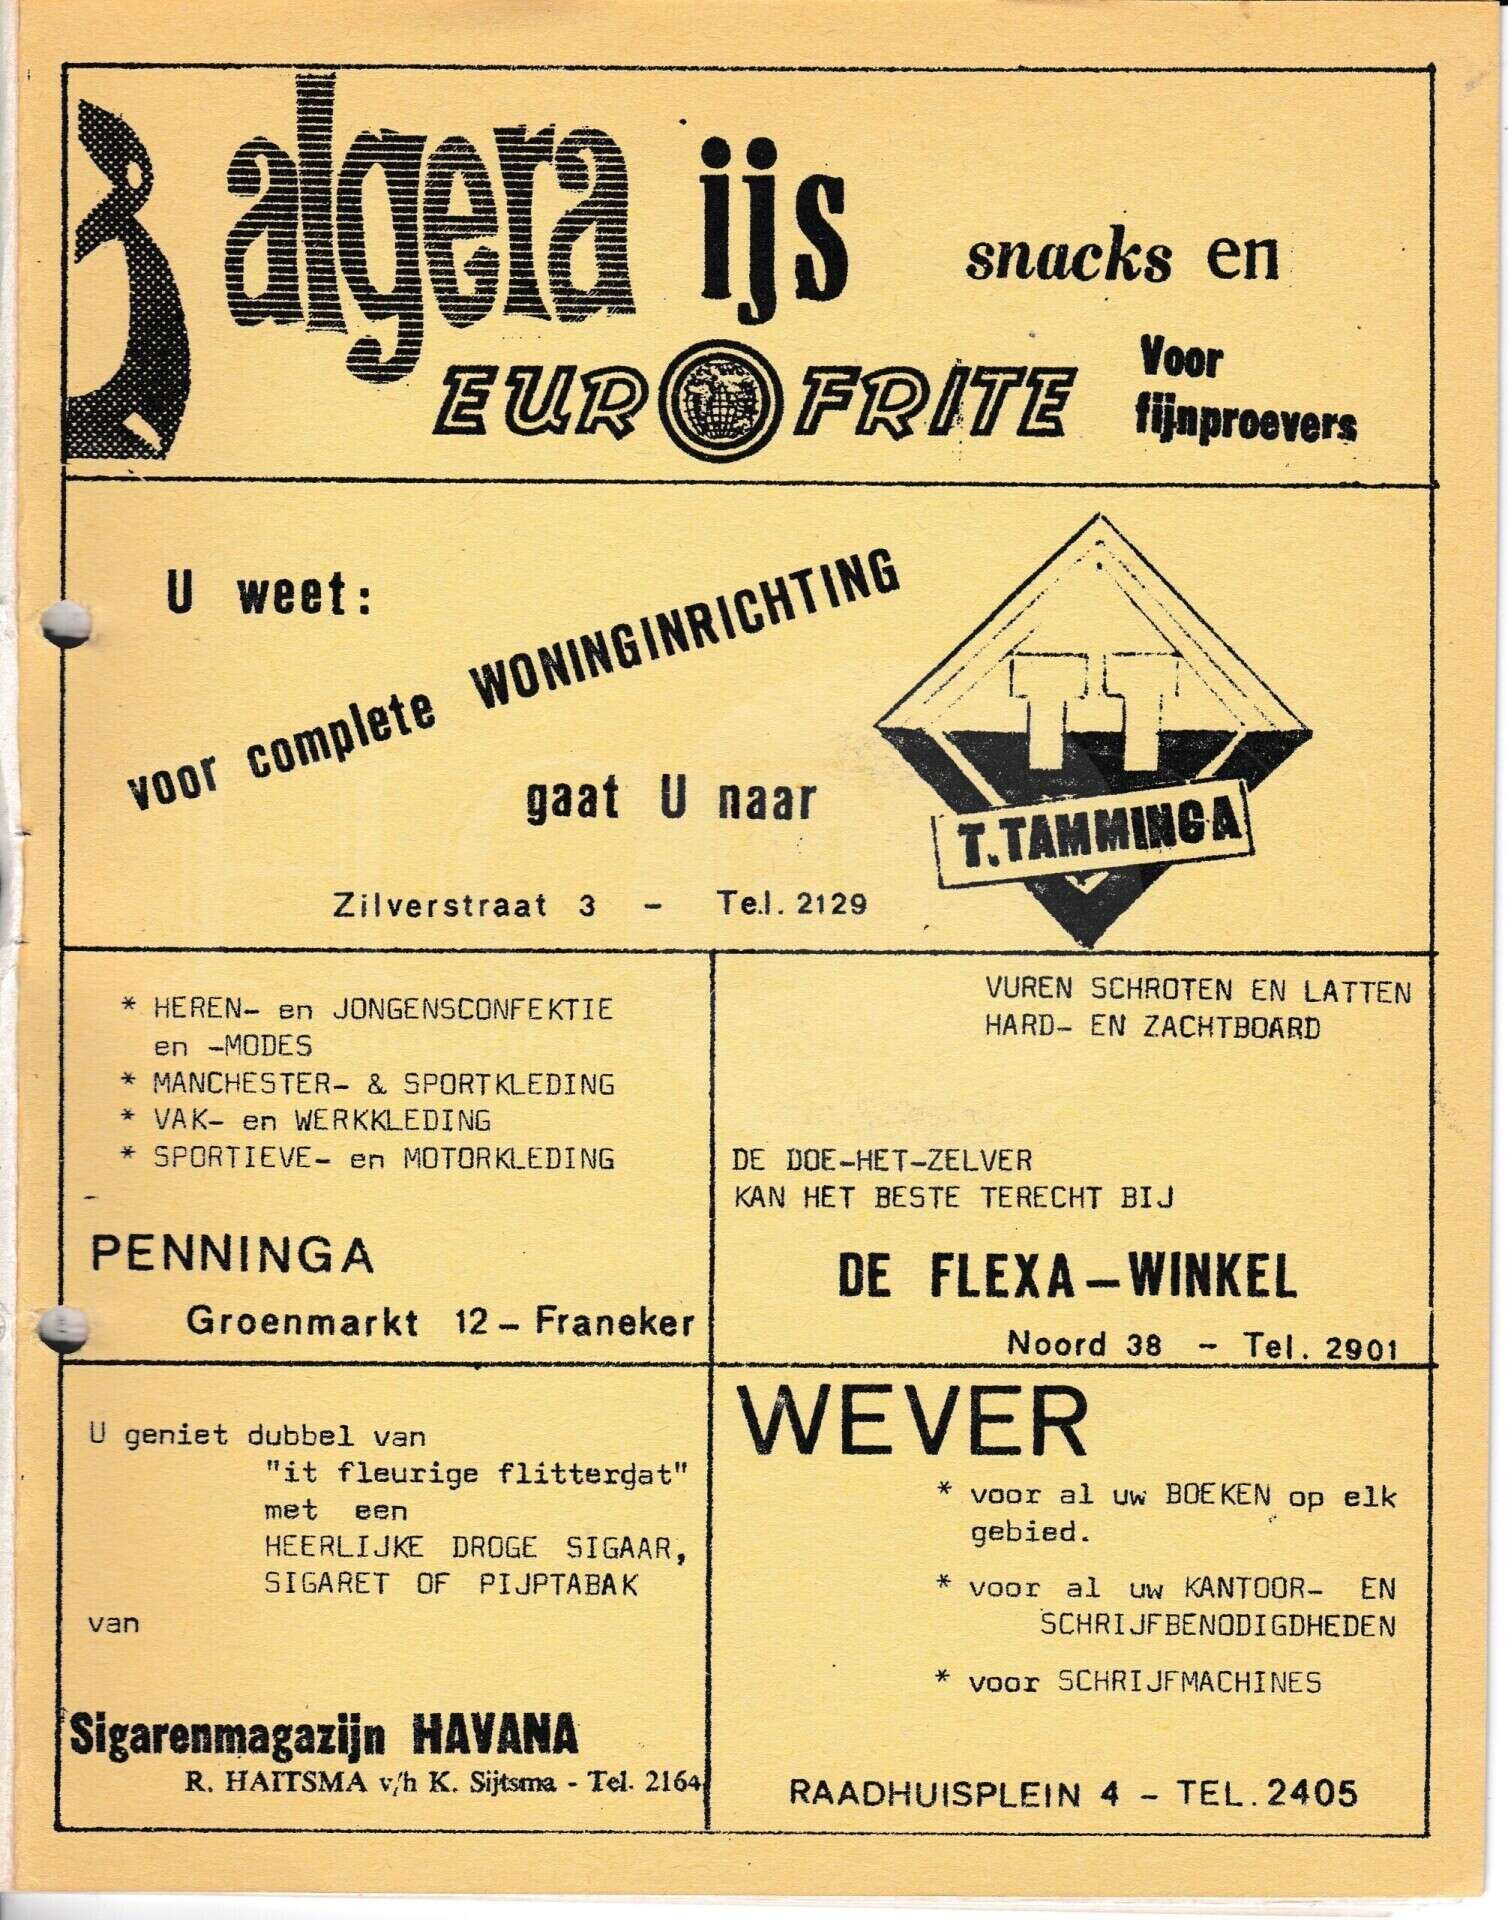 algera ijs snacks en
EUROFRITE Voor
fijnproevers
U weet:
voor complete WONINGINRICHTING
gaat U naar
TT
T.TAMMINGA
Zilverstraat 3 - Tel. 2129
* HEREN- en JONGENSCONFEKTIE
en -MODES
* MANCHESTER- & SPORTKLEDING
* VAK- en WERKKLEDING
* SPORTIEVE- en MOTORKLEDING
PENNINGA
Groenmarkt 12 - Franeker
VUREN SCHROTEN EN LATTEN
HARD- EN ZACHTBOARD
DE DOE-HET-ZELVER
KAN HET BESTE TERECHT BIJ
DE FLEXA-WINKEL
Noord 38 - Tel. 2901
U geniet dubbel van
"it fleurige flitterdat"
met een
HEERLIJKE DROGE SIGAAR,
SIGARET OF PIJPTABAK
van
Sigarenmagazijn HAVANA
R. HAITSMA v/h K. Sijtsma - Tel. 2164
WEVER
* voor al uw BOEKEN op elk
gebied.
* voor al uw KANTOOR- EN
SCHRIJFBENODIGDHEDEN
* voor SCHRIJFMACHINES
RAADHUISPLEIN 4 - TEL. 2405